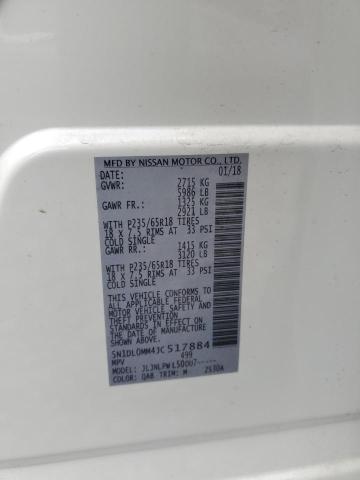 MFD BY NISSAN MOTOR CO., LTD.
DATE: 01/18
GVWR: 2715 KG
5986 LB
GAWR FR.: 1325 KG
2921 LB
WITH P235/65R18 TIRES
18 X 7.5 RIMS AT 33 PSI
COLD SINGLE
GAWR RR.: 1415 KG
3120 LB
WITH P235/65R18 TIRES
18 X 7.5 RIMS AT 33 PSI
COLD SINGLE
THIS VEHICLE CONFORMS TO
ALL APPLICABLE FEDERAL
MOTOR VEHICLE SAFETY
STANDARDS IN EFFECT ON THE
DATE OF MANUFACTURE
SHOWN ABOVE.
5N1DL0MM4JC517884
MPV 499
MODEL:
COLOR: QAB TRIM: M